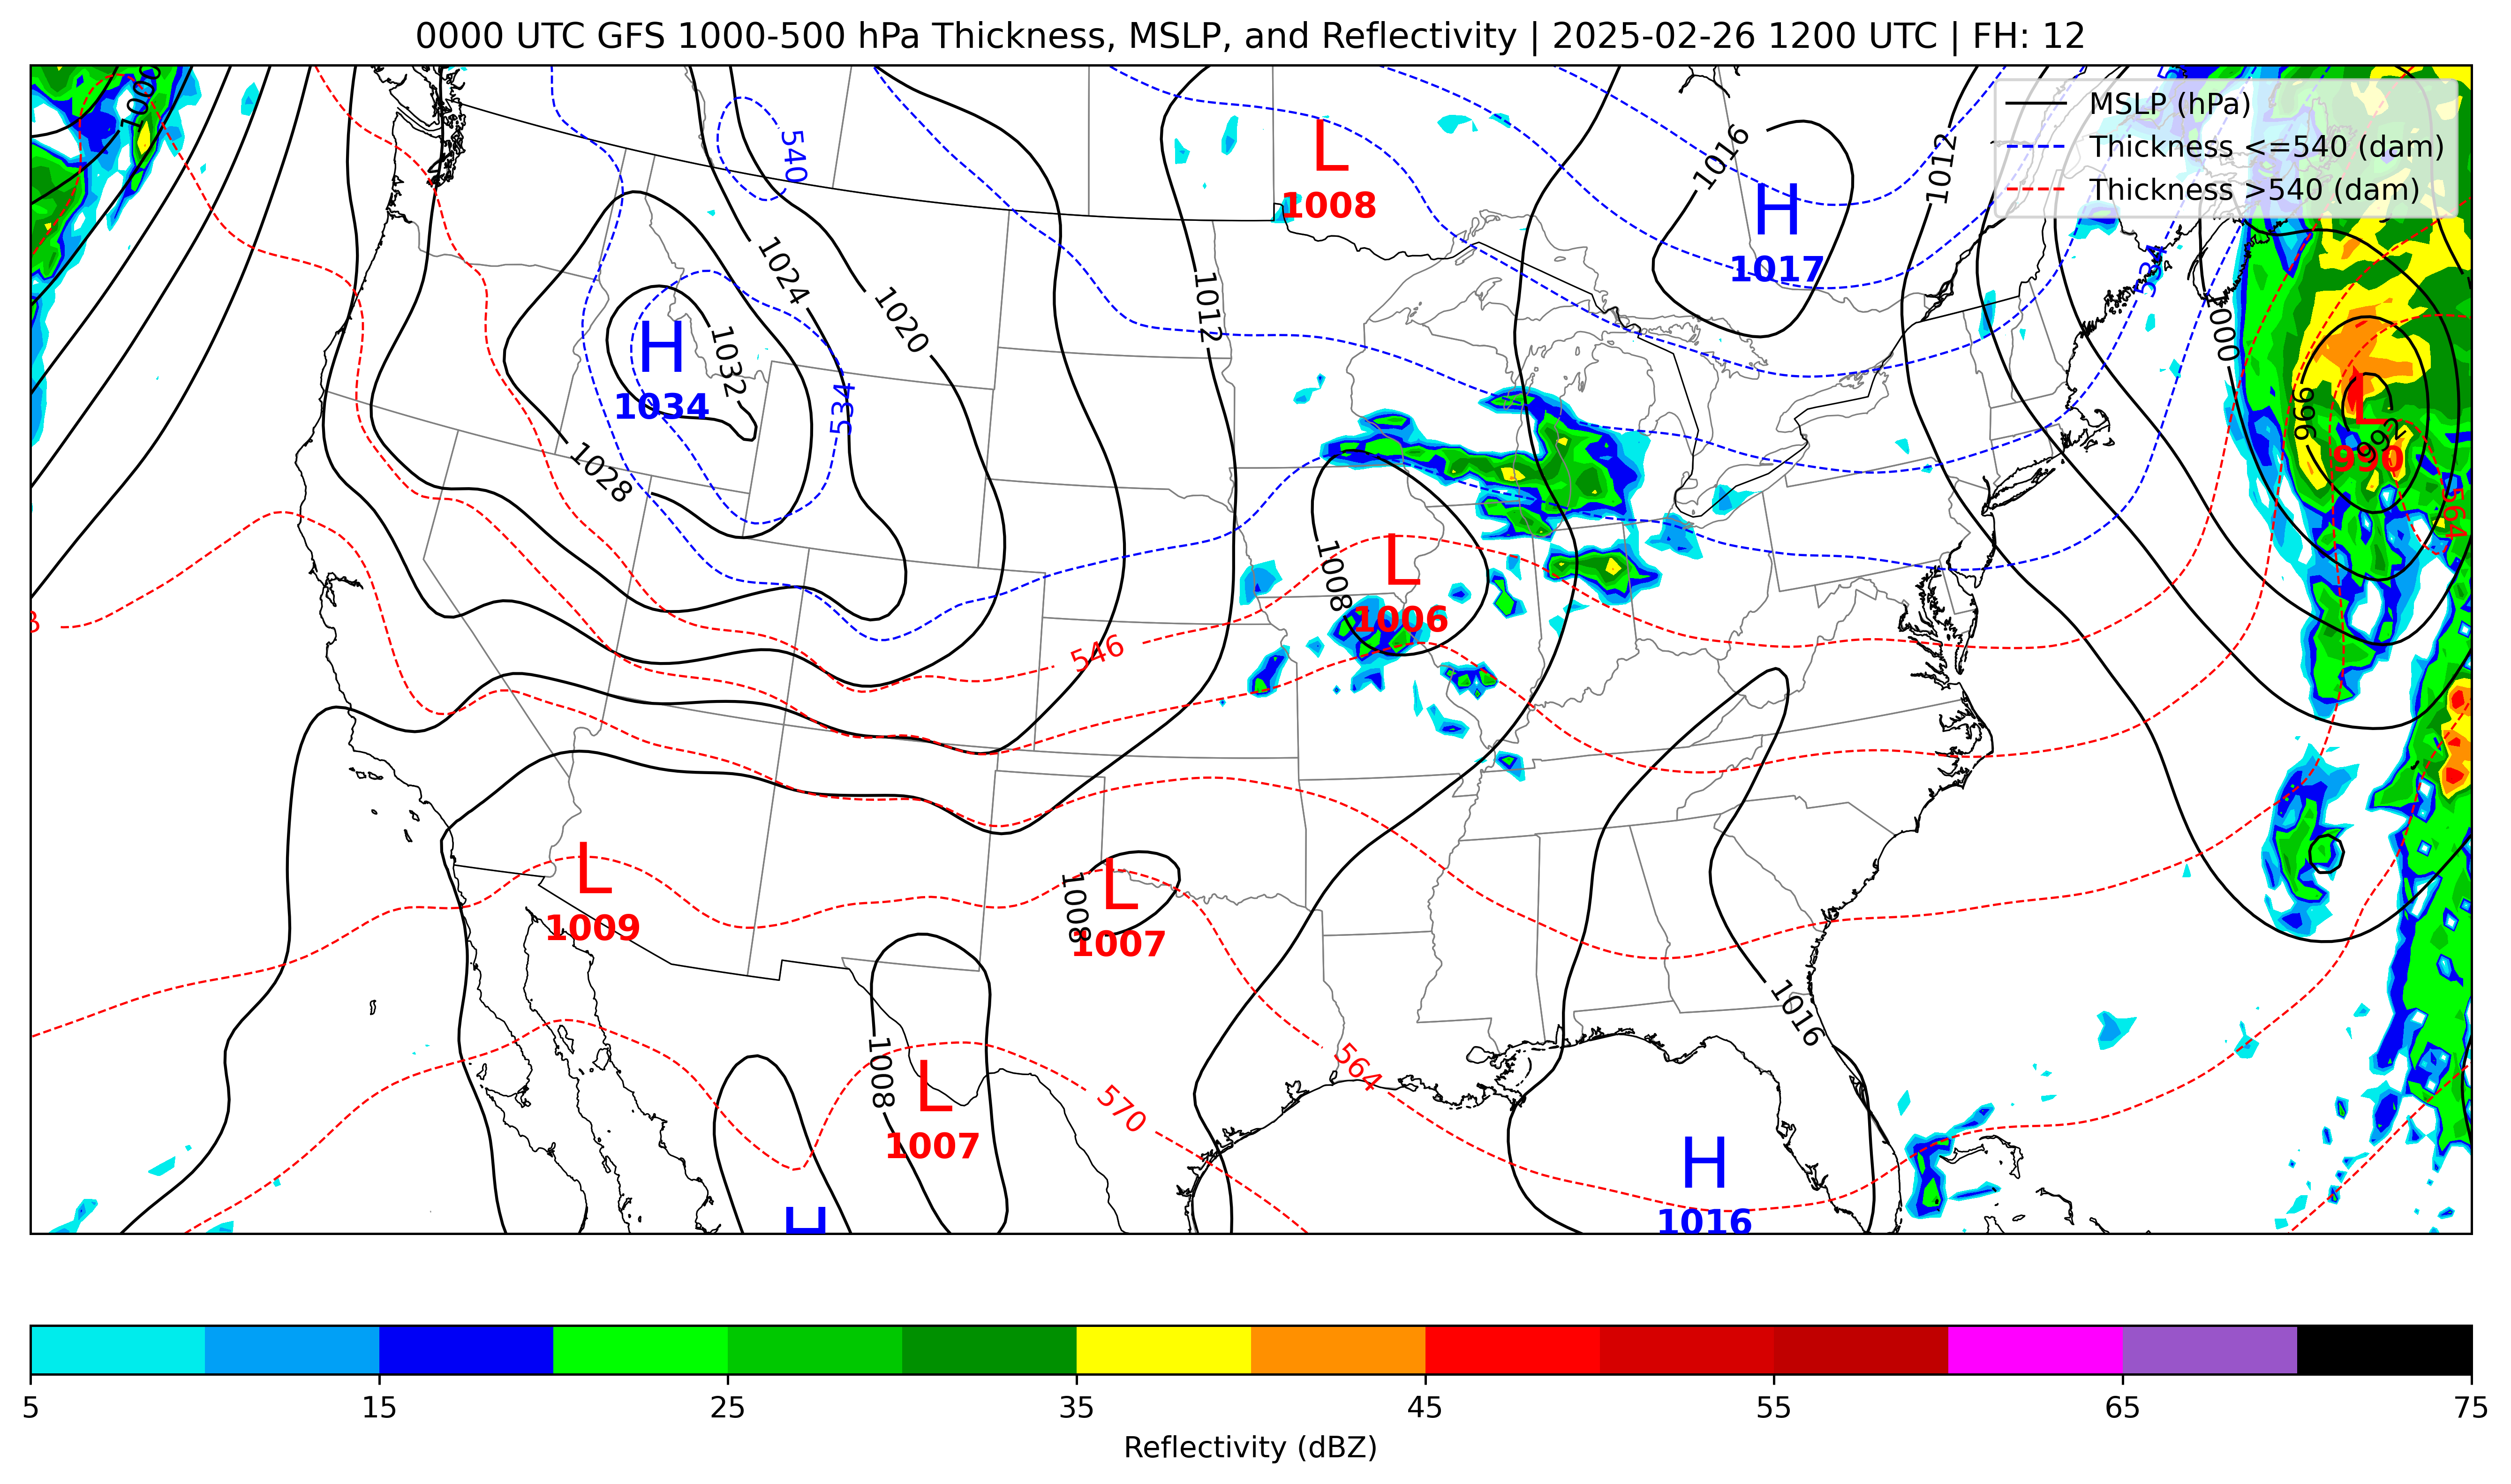 0000 UTC GFS 1000-500 hPa Thickness, MSLP, and Reflectivity | 2025-02-26 1200 UTC | FH: 12
MSLP (hPa)
Thickness <=540 (dam)
Thickness >540 (dam)
540
L
1008
1016
H
1017
1012
1024
1020
1012
H
1034
1032
534
534
1000
996
L
992
990
1028
564
1008
L
1006
546
L
1009
1008
L
1007
1016
1008
L
1007
564
570
H
1016
H
5
15
25
35
45
55
65
75
Reflectivity (dBZ)